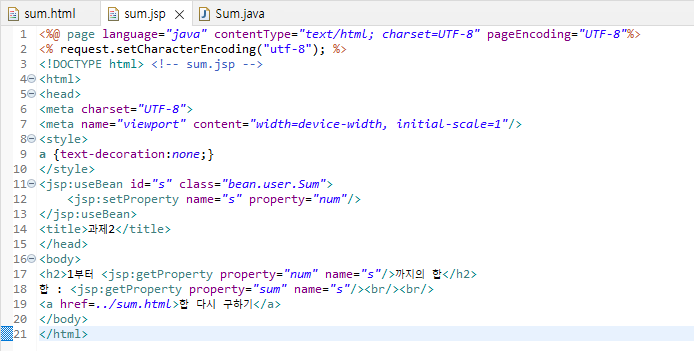 sum.html sum.jsp Sum.java
1 <%@ page language="java" contentType="text/html; charset=UTF-8" pageEncoding="UTF-8"%>
2 <% request.setCharacterEncoding("utf-8"); %>
3 <!DOCTYPE html> <!-- sum.jsp -->
4 <html>
5 <head>
6 <meta charset="UTF-8">
7 <meta name="viewport" content="width=device-width, initial-scale=1"/>
8 <style>
9 a {text-decoration:none;}
10 </style>
11 <jsp:useBean id="s" class="bean.user.Sum">
12     <jsp:setProperty name="s" property="num"/>
13 </jsp:useBean>
14 <title>과제2</title>
15 </head>
16 <body>
17 <h2>1부터 <jsp:getProperty property="num" name="s"/>까지의 합</h2>
18 합 : <jsp:getProperty property="sum" name="s"/><br/><br/>
19 <a href=../sum.html>합 다시 구하기</a>
20 </body>
21 </html>